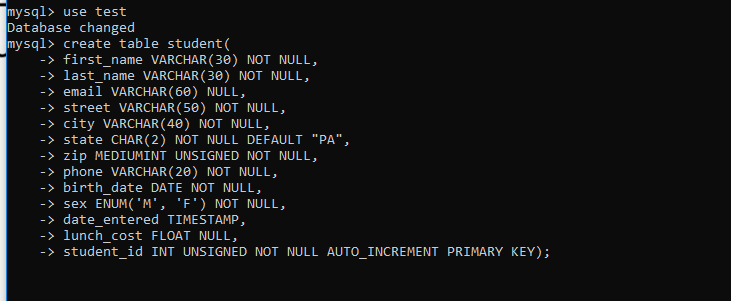 mysql> use test
Database changed
mysql> create table student(
    -> first_name VARCHAR(30) NOT NULL,
    -> last_name VARCHAR(30) NOT NULL,
    -> email VARCHAR(60) NULL,
    -> street VARCHAR(50) NOT NULL,
    -> city VARCHAR(40) NOT NULL,
    -> state CHAR(2) NOT NULL DEFAULT "PA",
    -> zip MEDIUMINT UNSIGNED NOT NULL,
    -> phone VARCHAR(20) NOT NULL,
    -> birth_date DATE NOT NULL,
    -> sex ENUM('M', 'F') NOT NULL,
    -> date_entered TIMESTAMP,
    -> lunch_cost FLOAT NULL,
    -> student_id INT UNSIGNED NOT NULL AUTO_INCREMENT PRIMARY KEY);